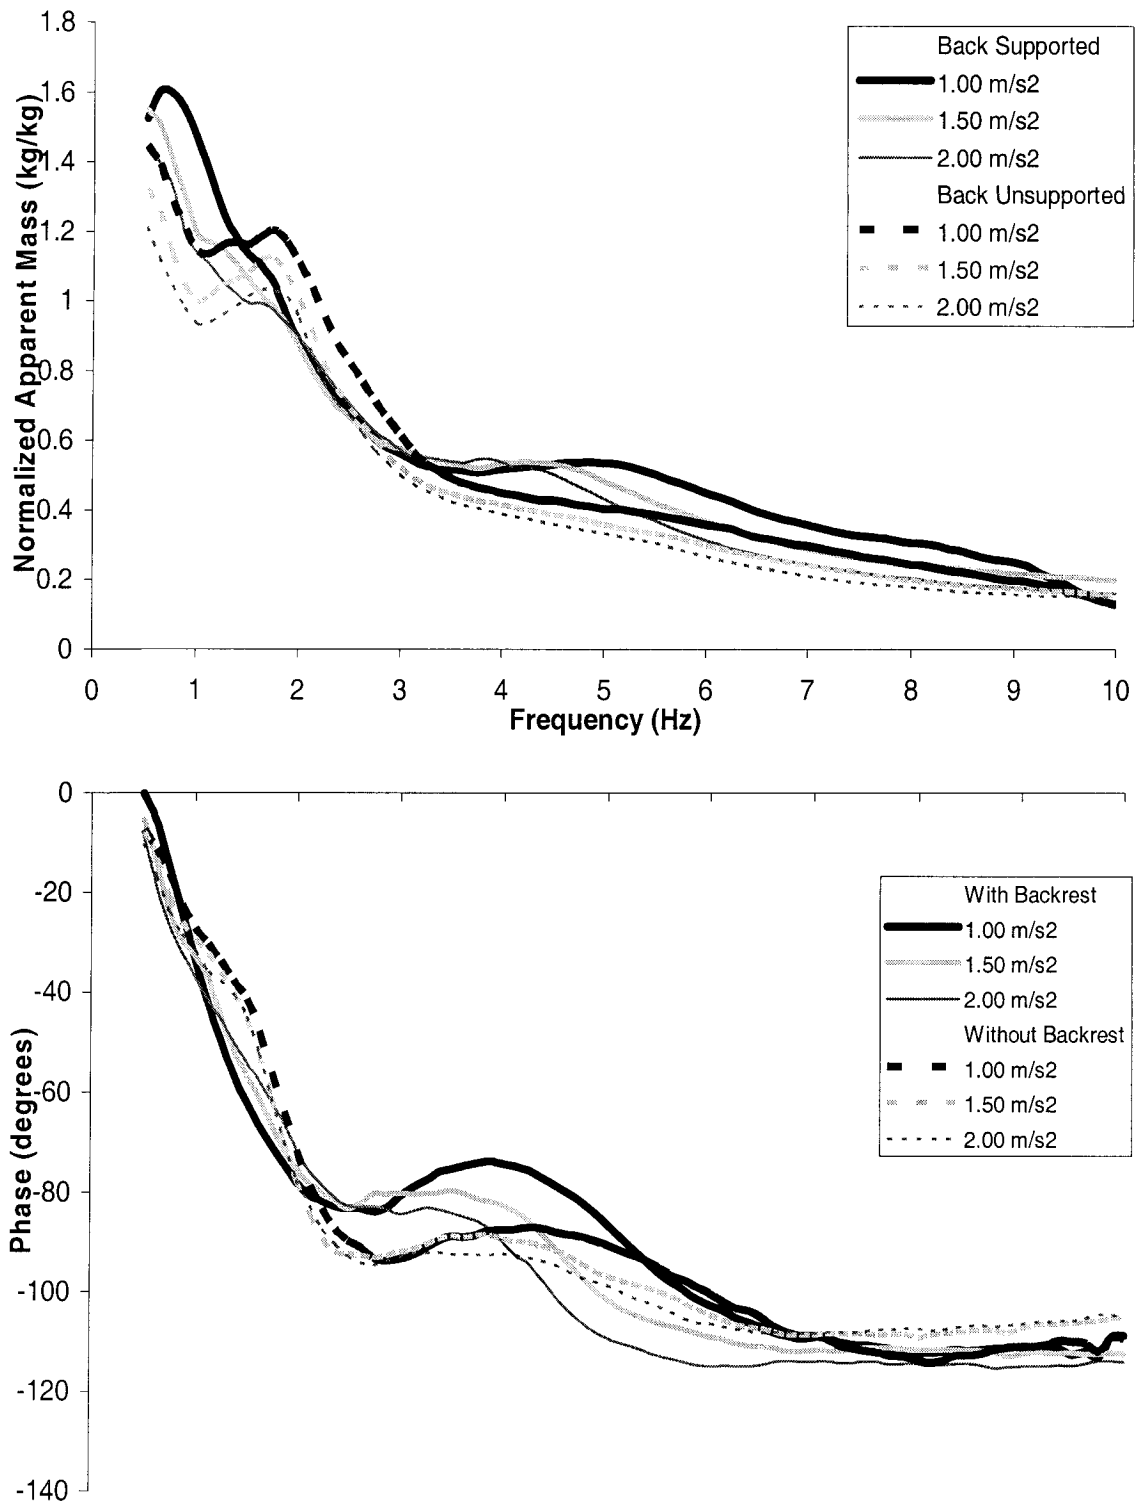 1.8
1.6
1.4
1.2
1
0.8
0.6
0.4
0.2
0
Normalized Apparent Mass (kg/kg)
Back Supported
1.00 m/s2
1.50 m/s2
2.00 m/s2
Back Unsupported
1.00 m/s2
1.50 m/s2
2.00 m/s2
0 1 2 3 4 5 6 7 8 9 10
Frequency (Hz)
0
-20
-40
-60
-80
-100
-120
-140
Phase (degrees)
With Backrest
1.00 m/s2
1.50 m/s2
2.00 m/s2
Without Backrest
1.00 m/s2
1.50 m/s2
2.00 m/s2